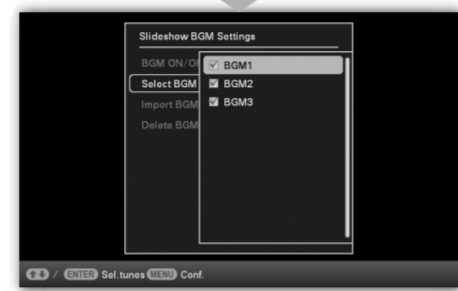 Slideshow BGM Settings
BGM ON/OF
Select BGM
Import BGM
Delete BGM
BGM1
BGM2
BGM3
/ ENTER Sel.tunes MENU Conf.